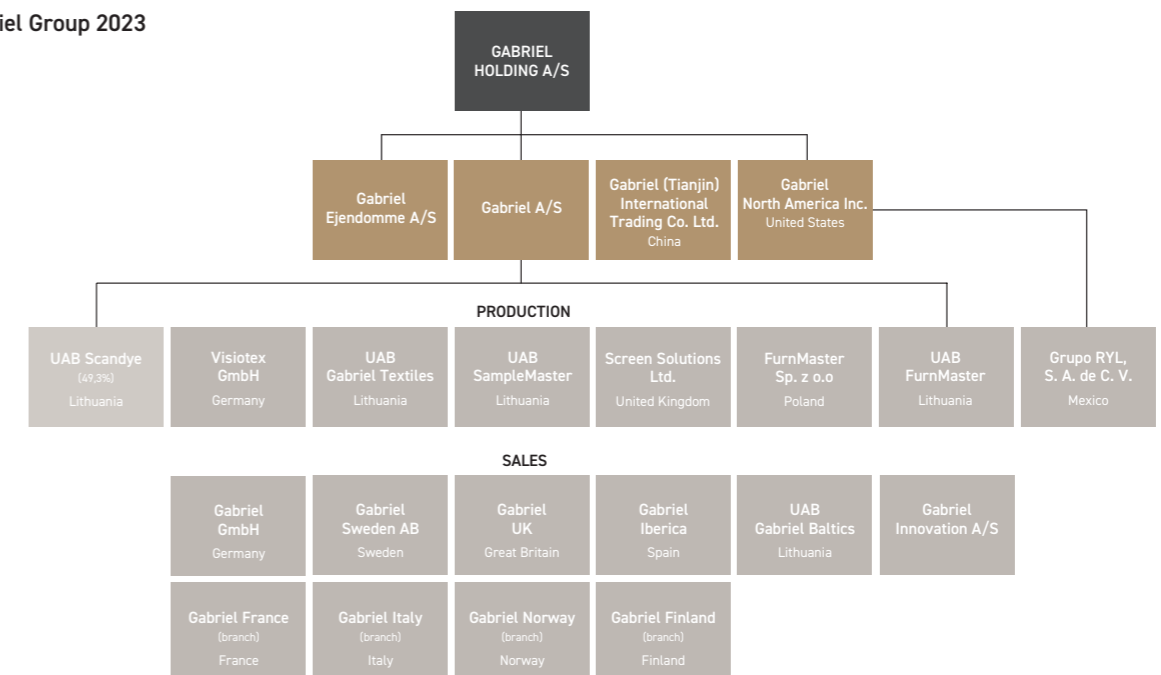 iel Group 2023
GABRIEL
HOLDING A/S
Gabriel
Ejendomme A/S
Gabriel A/S
Gabriel (Tianjin)
International
Trading Co. Ltd.
China
Gabriel
North America Inc.
United States
PRODUCTION
UAB Scandye
(49,3%)
Lithuania
Visiotex
GmbH
Germany
UAB
Gabriel Textiles
Lithuania
UAB
SampleMaster
Lithuania
Screen Solutions
Ltd.
United Kingdom
FurnMaster
Sp. z o.o
Poland
UAB
FurnMaster
Lithuania
Grupo RYL,
S. A. de C. V.
Mexico
SALES
Gabriel
GmbH
Germany
Gabriel
Sweden AB
Sweden
Gabriel
UK
Great Britain
Gabriel
Iberica
Spain
UAB
Gabriel Baltics
Lithuania
Gabriel
Innovation A/S
Gabriel France
(branch)
France
Gabriel Italy
(branch)
Italy
Gabriel Norway
(branch)
Norway
Gabriel Finland
(branch)
Finland